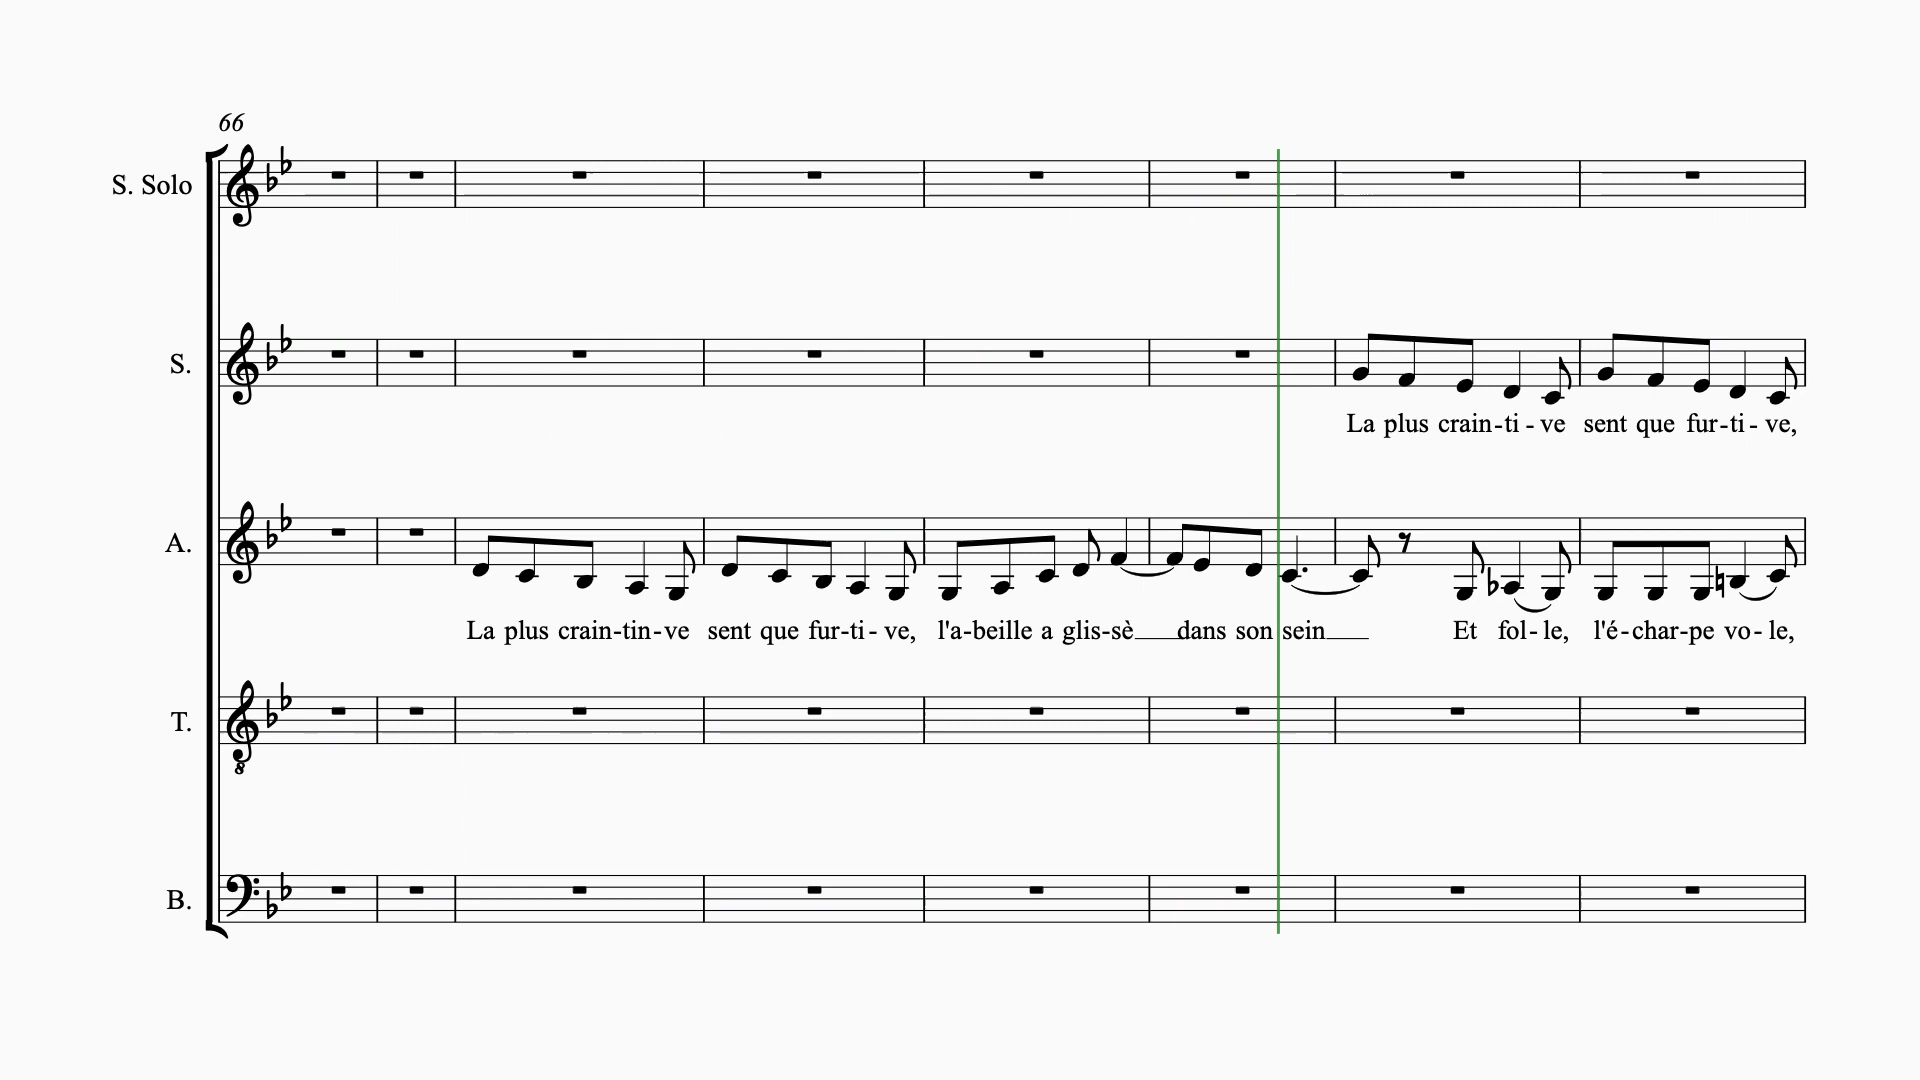 66
S. Solo
S.
La plus crain-ti - ve sent que fur-ti - ve,
A.
La plus crain-tin-ve sent que fur-ti - ve, l'a-beille a glis-sè dans son sein Et fol- le, l'é-char-pe vo- le,
T.
8
B.